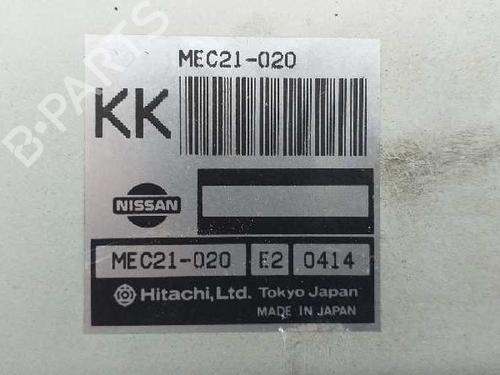 B-PARTS
MEC21-020
KK
NISSAN
MEC21-020 E2 0414
Hitachi, Ltd. Tokyo Japan
MADE IN JAPAN